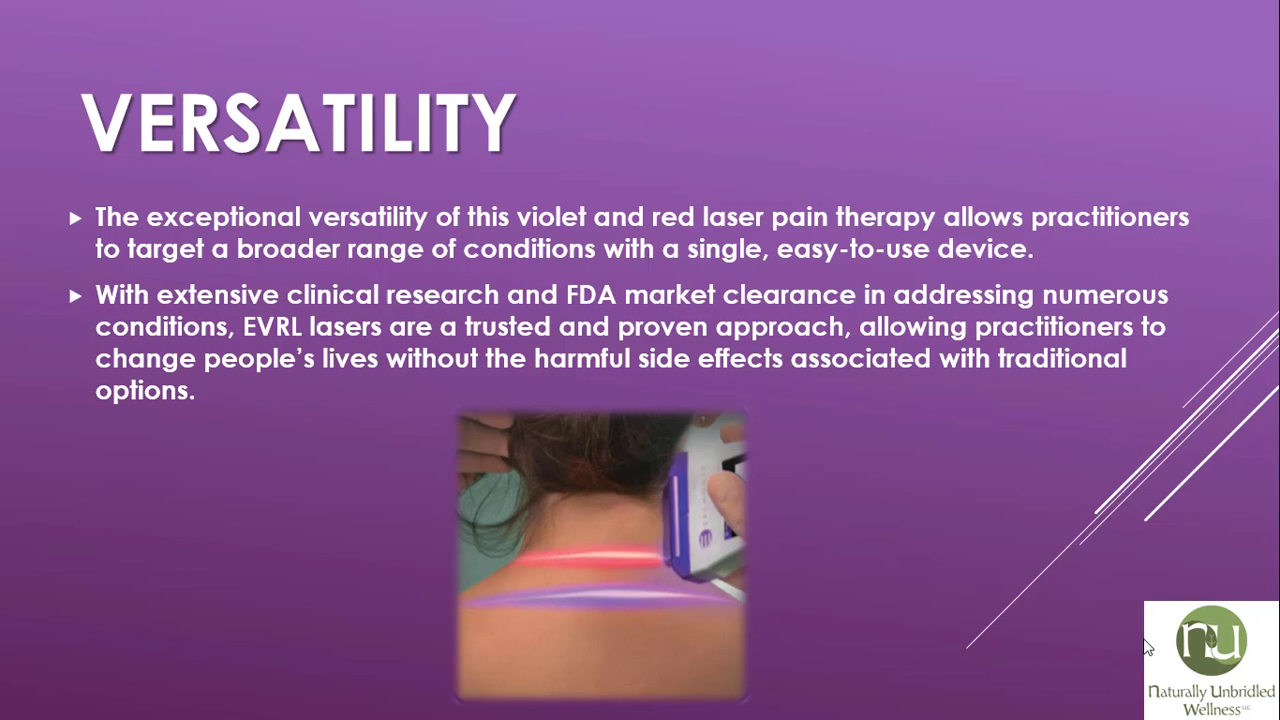 VERSATILITY
The exceptional versatility of this violet and red laser pain therapy allows practitioners
to target a broader range of conditions with a single, easy-to-use device.
With extensive clinical research and FDA market clearance in addressing numerous
conditions, EVRL lasers are a trusted and proven approach, allowing practitioners to
change people’s lives without the harmful side effects associated with traditional
options.
nu
Naturally Unbridled
Wellness LLC